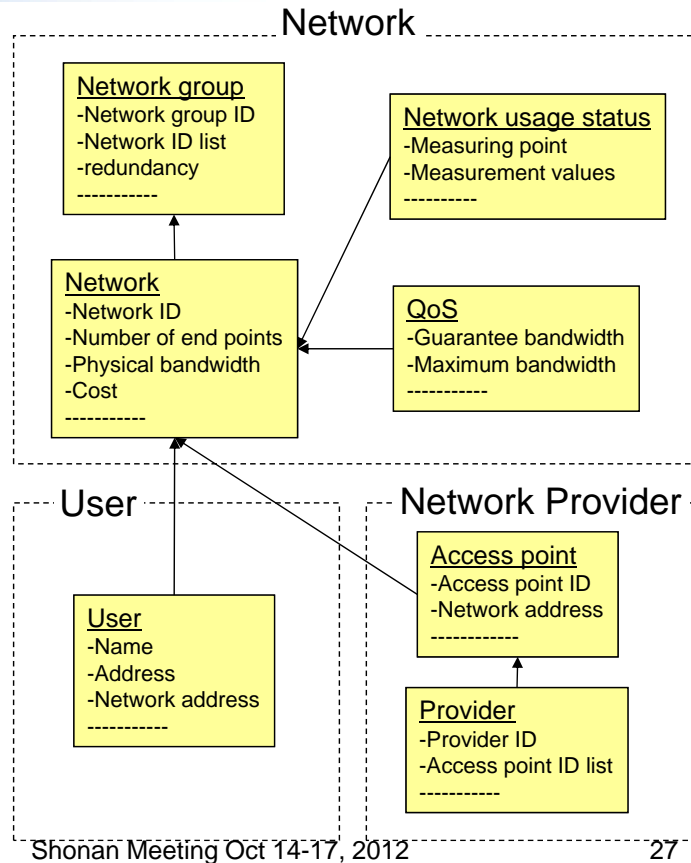 Network
Network group
-Network group ID
-Network ID list
-redundancy
-----------
Network usage status
-Measuring point
-Measurement values
----------
Network
-Network ID
-Number of end points
-Physical bandwidth
-Cost
-----------
QoS
-Guarantee bandwidth
-Maximum bandwidth
-----------
User
User
-Name
-Address
-Network address
-----------
Network Provider
Access point
-Access point ID
-Network address
------------
Provider
-Provider ID
-Access point ID list
-----------
Shonan Meeting Oct 14-17, 2012
27